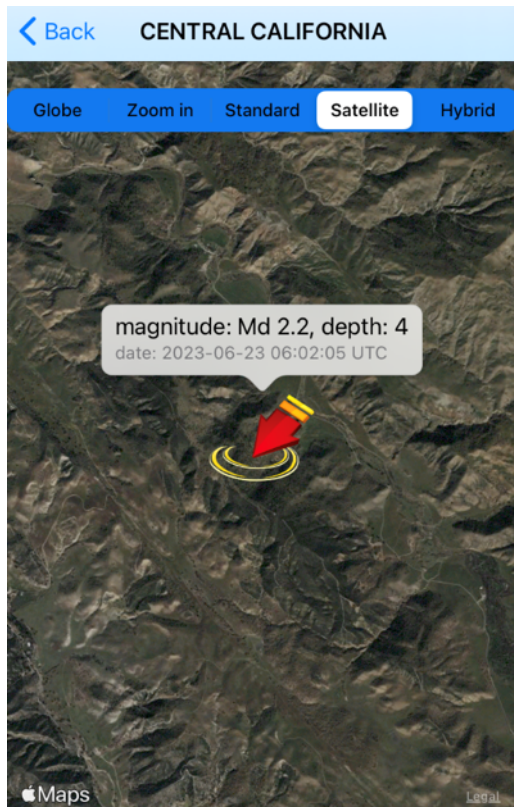 Back CENTRAL CALIFORNIA
Globe Zoom in Standard Satellite Hybrid
magnitude: Md 2.2, depth: 4
date: 2023-06-23 06:02:05 UTC
Maps Legal